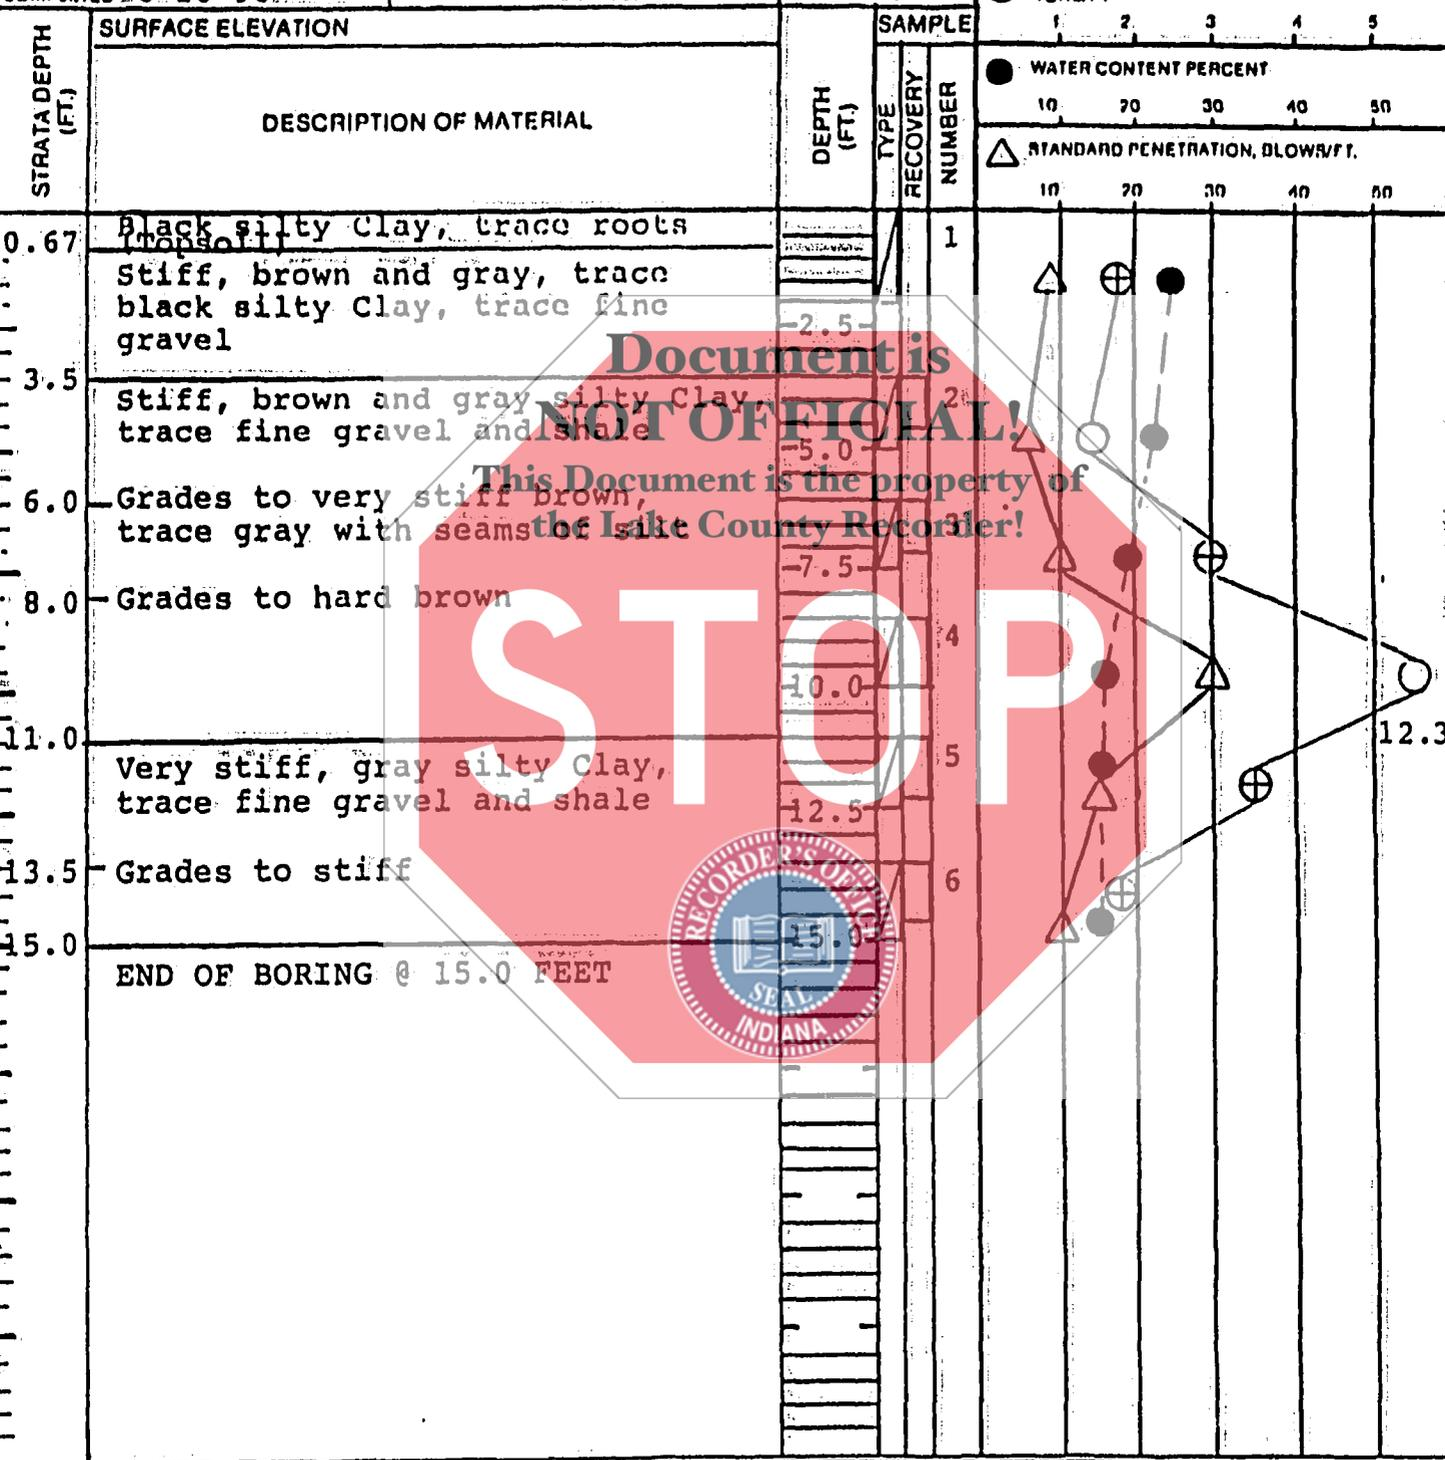 SURFACE ELEVATION
SAMPLE
1 2 3 4 5
STRATA DEPTH (FT.)
DESCRIPTION OF MATERIAL
DEPTH (FT.)
TYPE
RECOVERY
NUMBER
WATER CONTENT PERCENT
10 20 30 40 50
STANDARD PENETRATION, BLOWS/FT.
10 20 30 40 50
Black silty Clay, trace roots
0.67 (Topsoil)
1
Stiff, brown and gray, trace
black silty Clay, trace fine
gravel
2.5
3.5
Stiff, brown and gray silty Clay,
trace fine gravel and shale
2
5.0
6.0 Grades to very stiff brown,
trace gray with seams of silt
3
7.5
8.0 Grades to hard brown
4
10.0
11.0
12.3
Very stiff, gray silty Clay,
trace fine gravel and shale
5
12.5
13.5 Grades to stiff
6
15.0
15.0
END OF BORING @ 15.0 FEET
Document is
NOT OFFICIAL!
This Document is the property of
the Lake County Recorder!
STOP
RECORDER'S OFFICE
SEAL
INDIANA